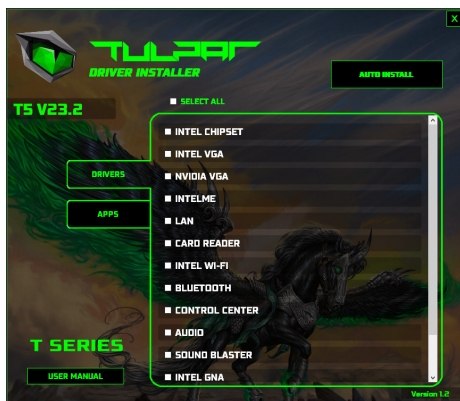 X
TULPAR
DRIVER INSTALLER
AUTO INSTALL
T5 V23.2
SELECT ALL
INTEL CHIPSET
INTEL VGA
DRIVERS
NVIDIA VGA
INTELME
APPS
LAN
CARD READER
INTEL WI-FI
BLUETOOTH
CONTROL CENTER
AUDIO
T SERIES
SOUND BLASTER
USER MANUAL
INTEL GNA
Version 1.2